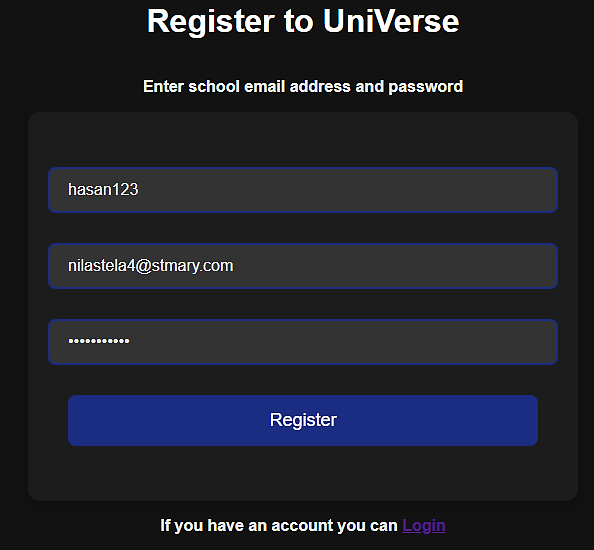 Register to UniVerse
Enter school email address and password
hasan123
nilastela4@stmary.com
•••••••••••
Register
If you have an account you can Login